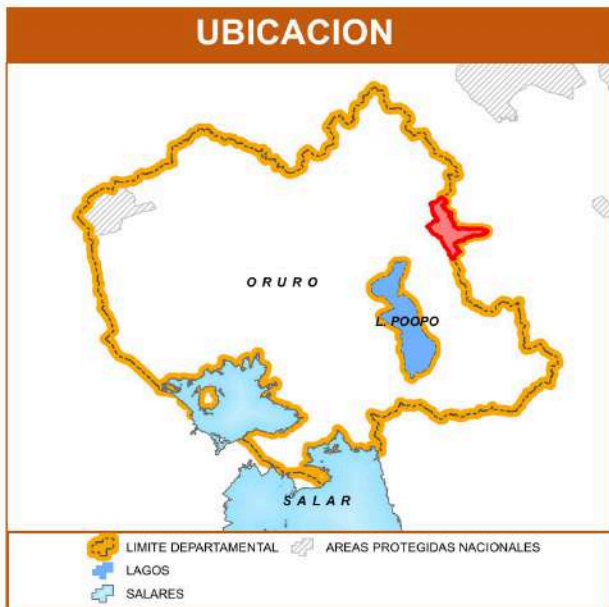 UBICACION
ORURO
L. POOPO
SALAR
LIMITE DEPARTAMENTAL
AREAS PROTEGIDAS NACIONALES
LAGOS
SALARES